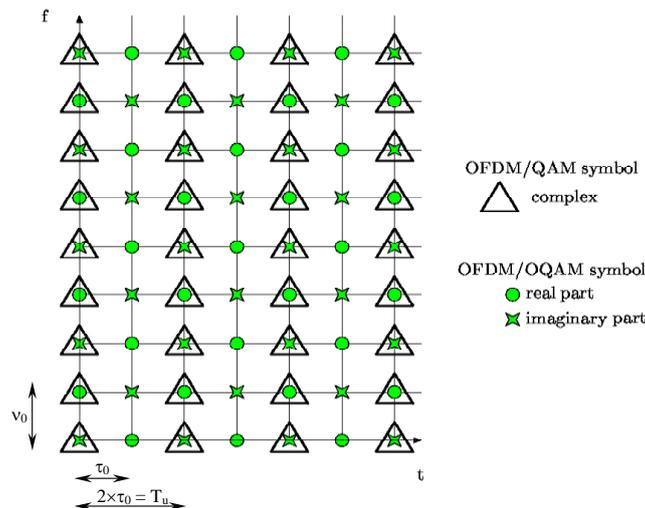 f
OFDM/QAM symbol
complex
OFDM/OQAM symbol
real part
imaginary part
ν₀
τ₀
t
2×τ₀ = Tᵤ